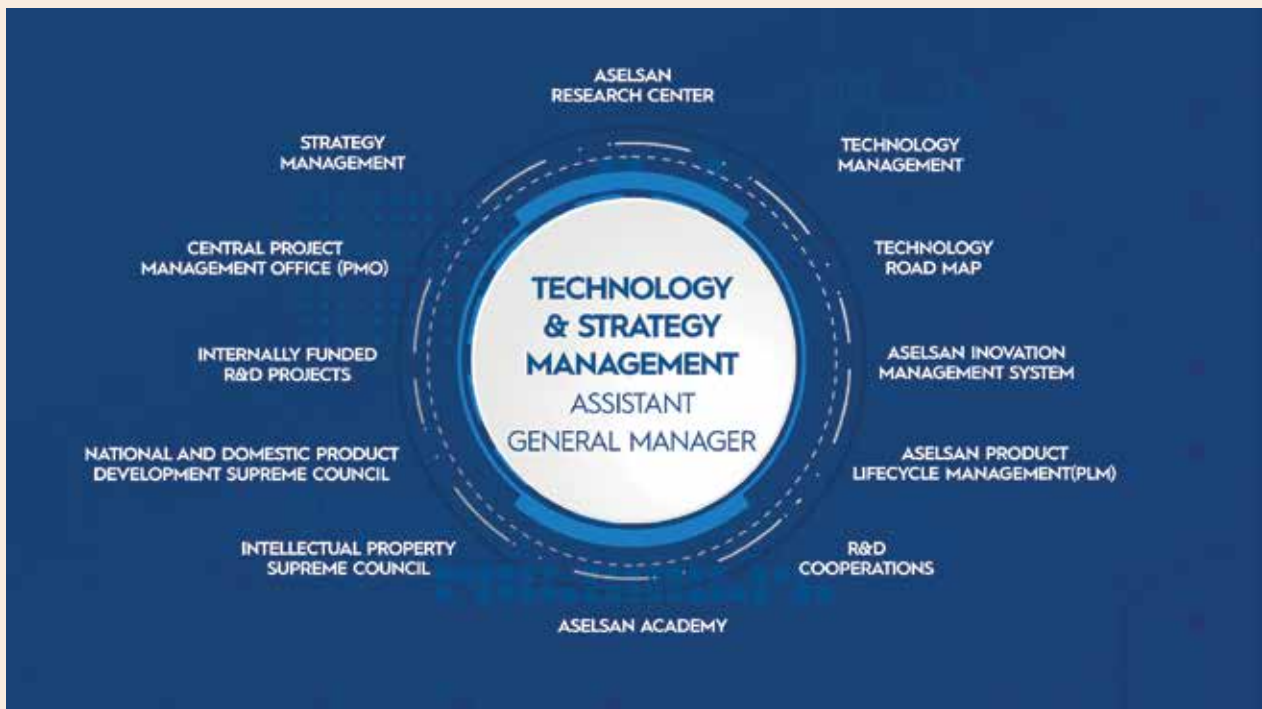 ASELSAN
RESEARCH CENTER
STRATEGY
MANAGEMENT
TECHNOLOGY
MANAGEMENT
CENTRAL PROJECT
MANAGEMENT OFFICE (PMO)
TECHNOLOGY
ROAD MAP
TECHNOLOGY
& STRATEGY
MANAGEMENT
ASSISTANT
GENERAL MANAGER
INTERNALLY FUNDED
R&D PROJECTS
ASELSAN INOVATION
MANAGEMENT SYSTEM
NATIONAL AND DOMESTIC PRODUCT
DEVELOPMENT SUPREME COUNCIL
ASELSAN PRODUCT
LIFECYCLE MANAGEMENT(PLM)
INTELLECTUAL PROPERTY
SUPREME COUNCIL
R&D
COOPERATIONS
ASELSAN ACADEMY